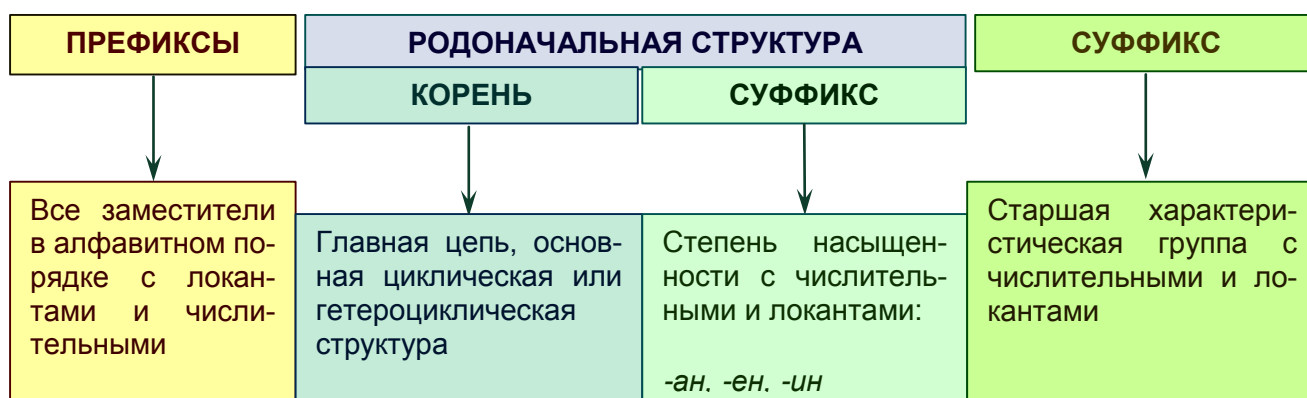 ПРЕФИКСЫ
РОДОНАЧАЛЬНАЯ СТРУКТУРА
СУФФИКС
КОРЕНЬ
СУФФИКС
Все заместители
в алфавитном по-
рядке с локан-
тами и числи-
тельными
Главная цепь, основ-
ная циклическая или
гетероциклическая
структура
Степень насыщен-
ности с числитель-
ными и локантами:
-ан, -ен, -ин
Старшая характери-
стическая группа с
числительными и ло-
кантами